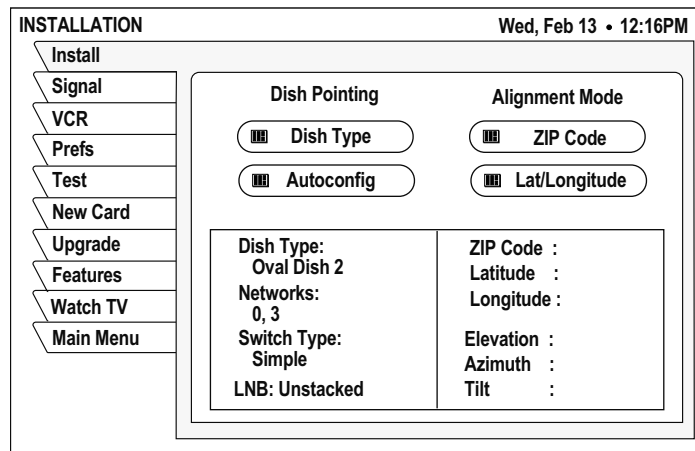 INSTALLATION
Wed, Feb 13 • 12:16PM
Install
Signal
VCR
Prefs
Test
New Card
Upgrade
Features
Watch TV
Main Menu
Dish Pointing
Dish Type
Autoconfig
Alignment Mode
ZIP Code
Lat/Longitude
Dish Type:
Oval Dish 2
Networks:
0, 3
Switch Type:
Simple
LNB: Unstacked
ZIP Code :
Latitude :
Longitude :
Elevation :
Azimuth :
Tilt :